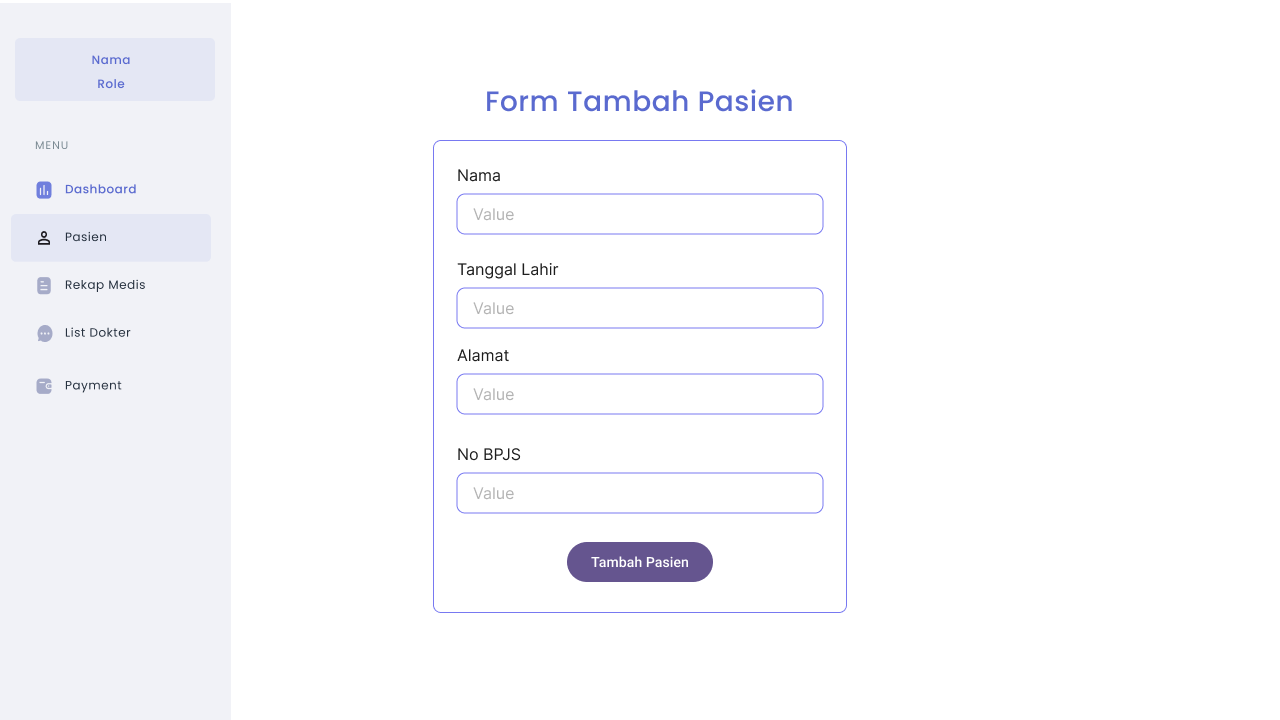 Nama
Role
MENU
Dashboard
Pasien
Rekap Medis
List Dokter
Payment
Form Tambah Pasien
Nama
Value
Tanggal Lahir
Value
Alamat
Value
No BPJS
Value
Tambah Pasien